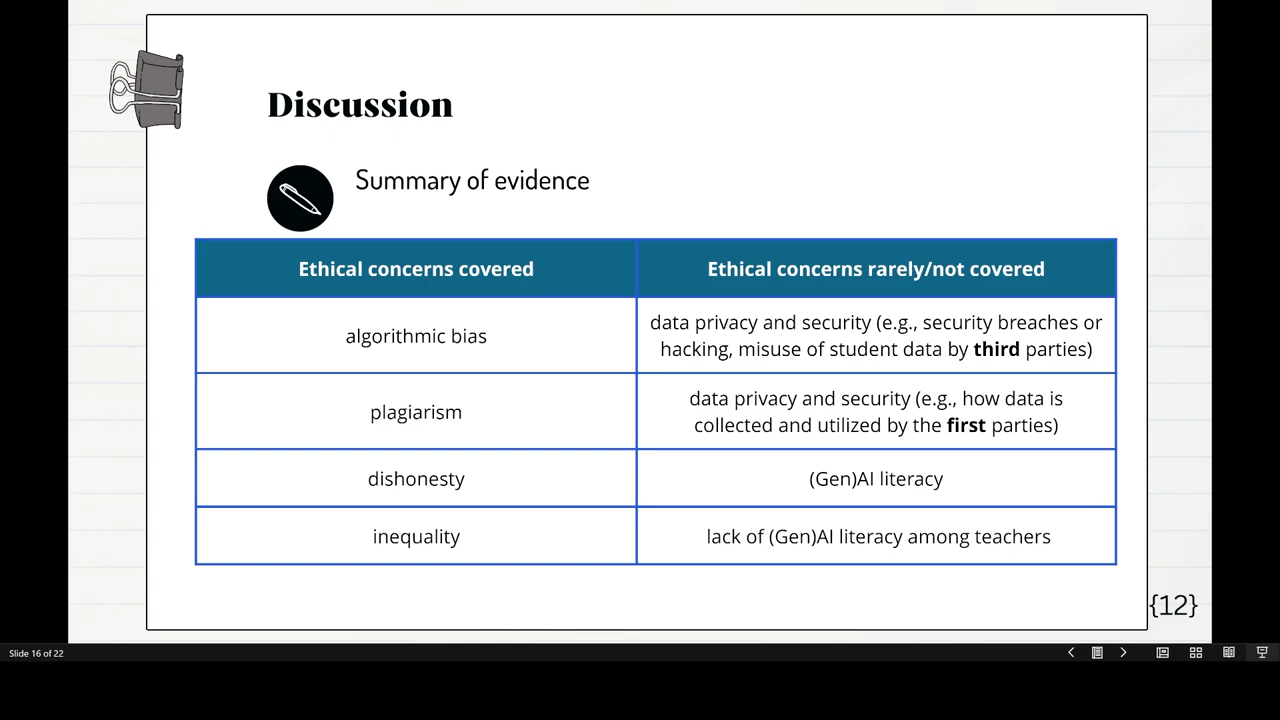 Discussion
Summary of evidence
Ethical concerns covered
Ethical concerns rarely/not covered
algorithmic bias
data privacy and security (e.g., security breaches or
hacking, misuse of student data by third parties)
plagiarism
data privacy and security (e.g., how data is
collected and utilized by the first parties)
dishonesty
(Gen)AI literacy
inequality
lack of (Gen)AI literacy among teachers
{12}
Slide 16 of 22